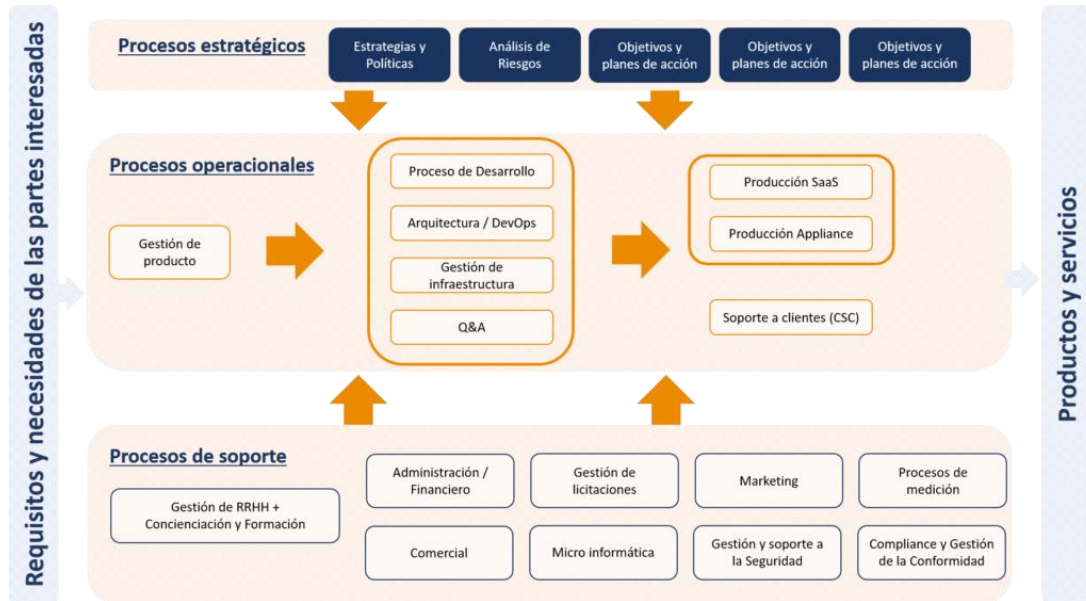 Requisitos y necesidades de las partes interesadas
Procesos estratégicos
Estrategias y
Políticas
Análisis de
Riesgos
Objetivos y
planes de acción
Objetivos y
planes de acción
Objetivos y
planes de acción
Procesos operacionales
Gestión de
producto
Proceso de Desarrollo
Arquitectura / DevOps
Gestión de
infraestructura
Q&A
Producción SaaS
Producción Appliance
Soporte a clientes (CSC)
Procesos de soporte
Gestión de RRHH +
Concienciación y Formación
Administración /
Financiero
Gestión de
licitaciones
Marketing
Procesos de
medición
Comercial
Micro informática
Gestión y soporte a
la Seguridad
Compliance y Gestión
de la Conformidad
Productos y servicios